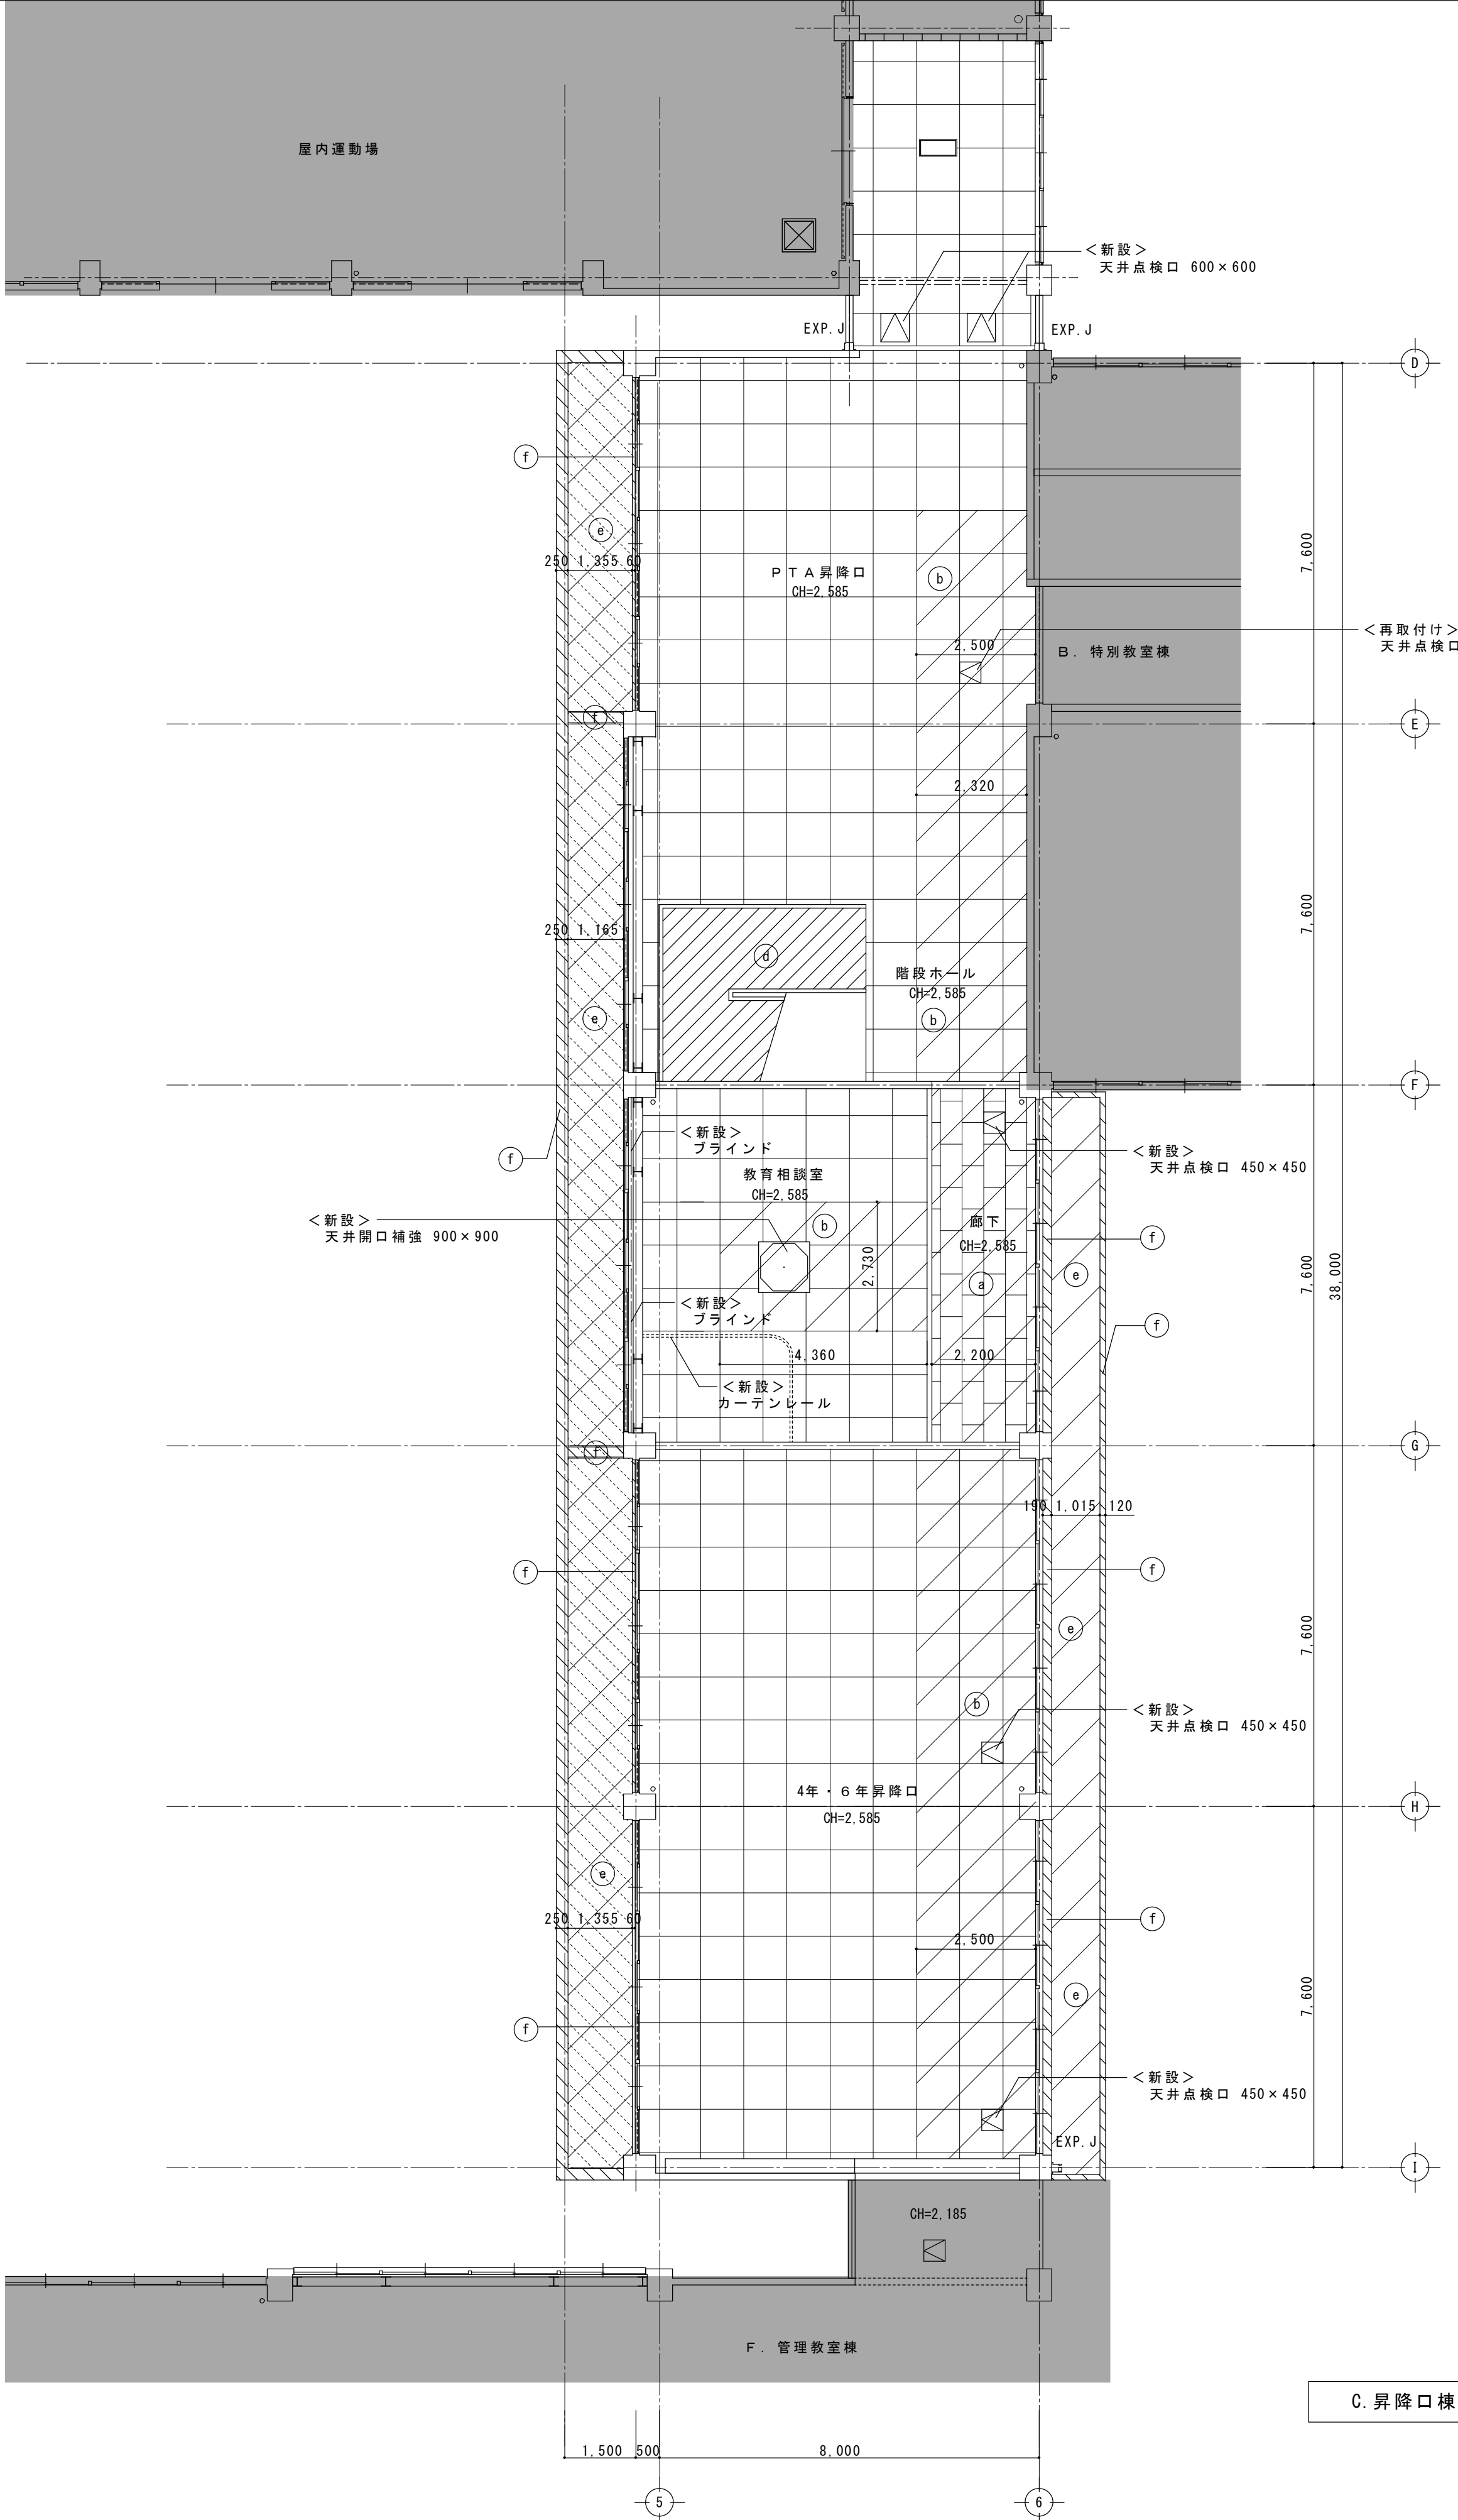 屋内運動場
＜新設＞
天井点検口 600×600
EXP.J
EXP.J
D
f
e
250 1,355 60
7,600
ＰＴＡ昇降口
CH=2,585
b
＜再取付け＞
天井点検口
2,500
Ｂ．特別教室棟
f
E
2,320
7,600
250 1,165
d
階段ホール
CH=2,585
e
b
F
＜新設＞
ブラインド
f
＜新設＞
天井点検口 450×450
教育相談室
CH=2,585
＜新設＞
天井開口補強 900×900
b
廊下
CH=2,585
f
2,730
a
e
7,600
38,000
＜新設＞
ブラインド
f
4,360
2,200
＜新設＞
カーテンレール
f
G
190 1,015 120
f
f
e
7,600
b
＜新設＞
天井点検口 450×450
4年・６年昇降口
CH=2,585
H
e
250 1,355 60
f
2,500
e
7,600
f
＜新設＞
天井点検口 450×450
EXP.J
I
CH=2,185
Ｆ．管理教室棟
C.昇降口棟
1,500 500
8,000
5
6